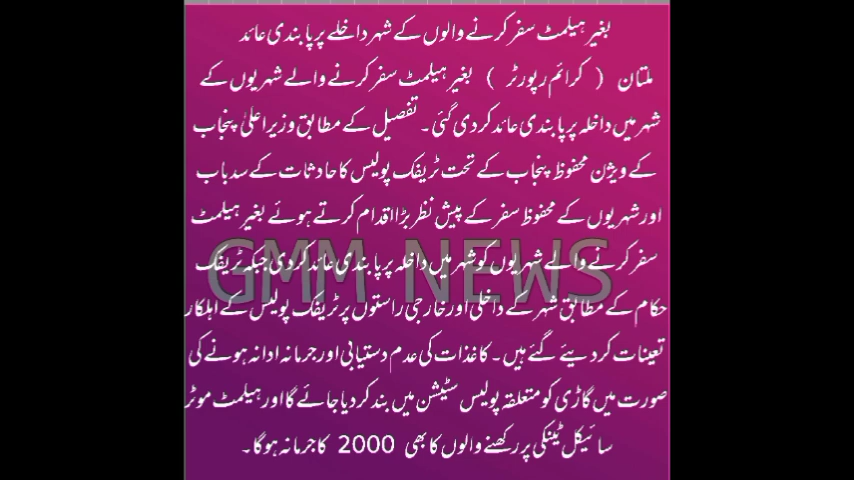 بغیر ہیلمٹ سفر کرنے والوں کے شہر داخلے پر پابندی عائد
ملتان ( کرائم رپورٹر ) بغیر ہیلمٹ سفر کرنے والے شہریوں کے
شہر میں داخلہ پر پابندی عائد کر دی گئی ۔ تفصیل کے مطابق وزیر اعلیٰ پنجاب
کے ویژن محفوظ پنجاب کے تحت ٹریفک پولیس کا حادثات کے سدباب
اور شہریوں کے محفوظ سفر کے پیش نظر بڑا اقدام کرتے ہوئے بغیر ہیلمٹ
سفر کرنے والے شہریوں کو شہر میں داخلہ پر پابندی عائد کر دی جبکہ ٹریفک
GMM NEWS
حکام کے مطابق شہر کے داخلی اور خارجی راستوں پر ٹریفک پولیس کے اہلکار
تعینات کر دیئے گئے ہیں ۔ کاغذات کی عدم دستیابی اور جرمانہ ادا نہ ہونے کی
صورت میں گاڑی کو متعلقہ پولیس سٹیشن میں بند کر دیا جائے گا اور ہیلمٹ موٹر
سائیکل ٹینکی پر رکھنے والوں کا بھی 2000 کا جرمانہ ہوگا ۔